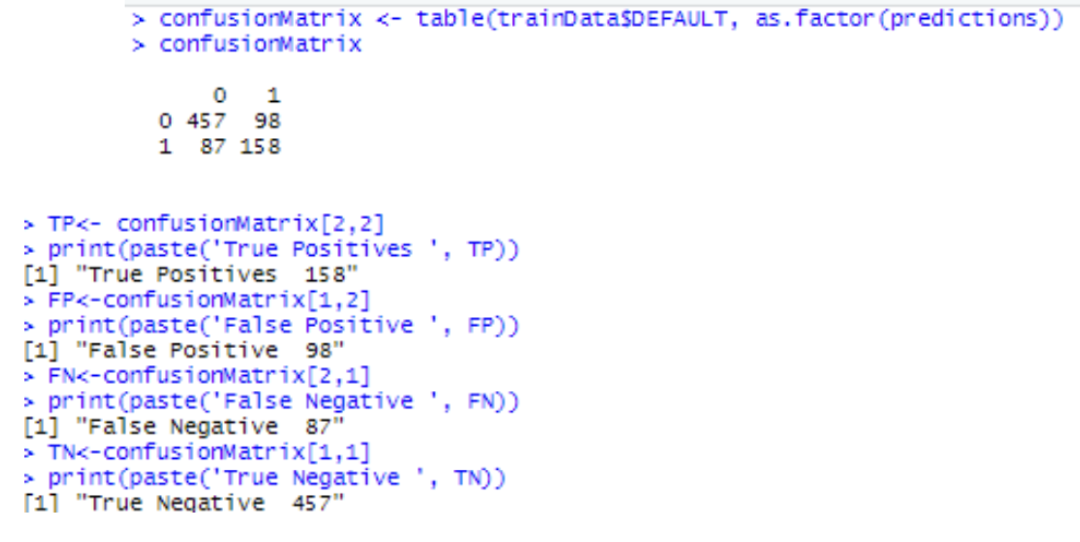 > confusionMatrix <- table(trainData$DEFAULT, as.factor(predictions))
> confusionMatrix
0 1
0 457 98
1 87 158
> TP<- confusionMatrix[2,2]
> print(paste('True Positives ', TP))
[1] "True Positives  158"
> FP<-confusionMatrix[1,2]
> print(paste('False Positive ', FP))
[1] "False Positive  98"
> FN<-confusionMatrix[2,1]
> print(paste('False Negative ', FN))
[1] "False Negative  87"
> TN<-confusionMatrix[1,1]
> print(paste('True Negative ', TN))
[1] "True Negative  457"